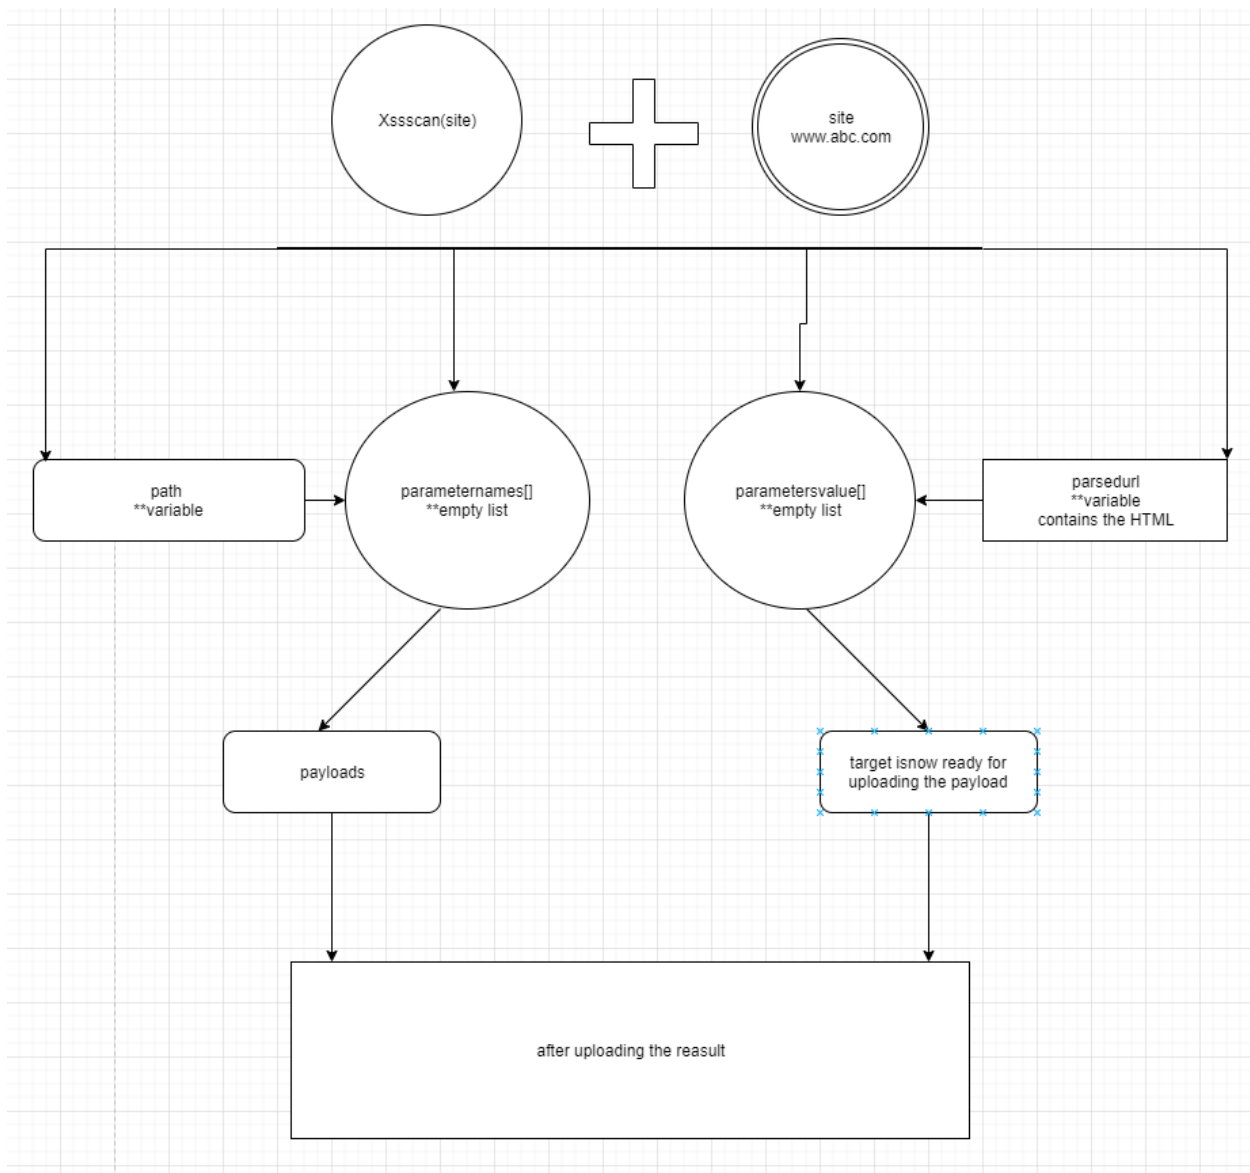 Xssscan(site)
site
www.abc.com
path
**variable
parameternames[]
**empty list
parametersvalue[]
**empty list
parsedurl
**variable
contains the HTML
payloads
target isnow ready for
uploading the payload
after uploading the reasult